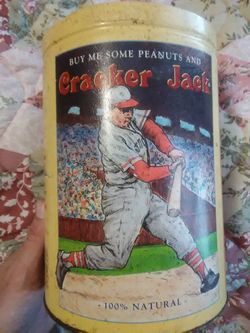 BUY ME SOME PEANUTS AND
Cracker Jack
- 100% NATURAL -